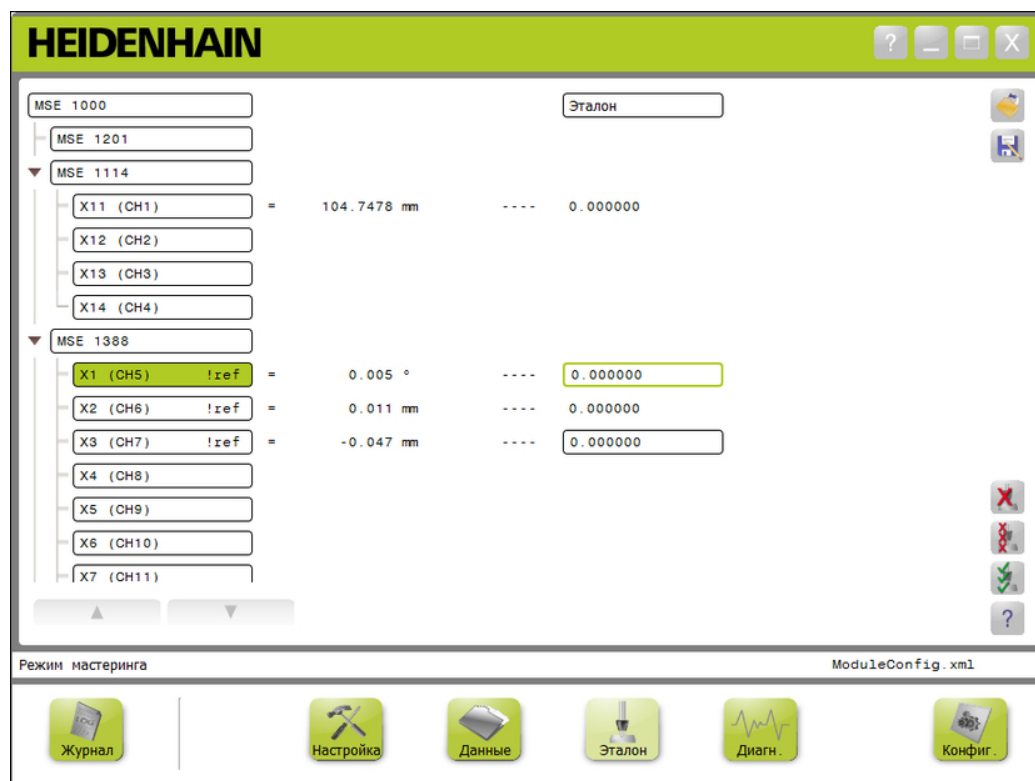 HEIDENHAIN
? _ X
MSE 1000 Эталон
MSE 1201
MSE 1114
X11 (CH1) = 104.7478 mm ---- 0.000000
X12 (CH2)
X13 (CH3)
X14 (CH4)
MSE 1388
X1 (CH5) !ref = 0.005 ° ---- 0.000000
X2 (CH6) !ref = 0.011 mm ---- 0.000000
X3 (CH7) !ref = -0.047 mm ---- 0.000000
X4 (CH8)
X5 (CH9)
X6 (CH10)
X7 (CH11)
?
Режим мастеринга ModuleConfig.xml
LOG
Журнал Настройка Данные Эталон Диагн. Конфиг.